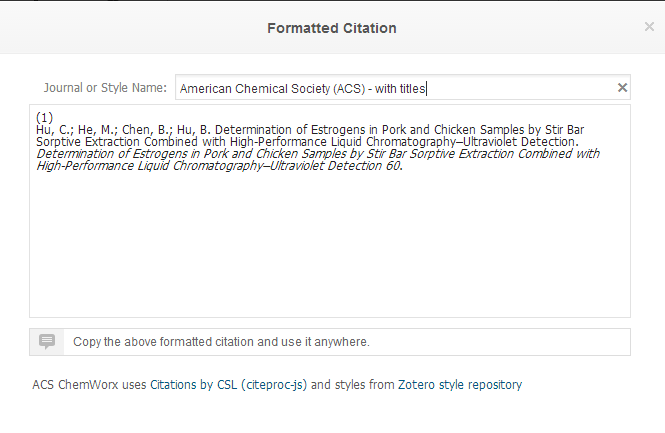 Formatted Citation
×
Journal or Style Name: American Chemical Society (ACS) - with titles ×
(1)
Hu, C.; He, M.; Chen, B.; Hu, B. Determination of Estrogens in Pork and Chicken Samples by Stir Bar
Sorptive Extraction Combined with High-Performance Liquid Chromatography–Ultraviolet Detection.
Determination of Estrogens in Pork and Chicken Samples by Stir Bar Sorptive Extraction Combined with
High-Performance Liquid Chromatography–Ultraviolet Detection 60.
Copy the above formatted citation and use it anywhere.
ACS ChemWorx uses Citations by CSL (citeproc-js) and styles from Zotero style repository